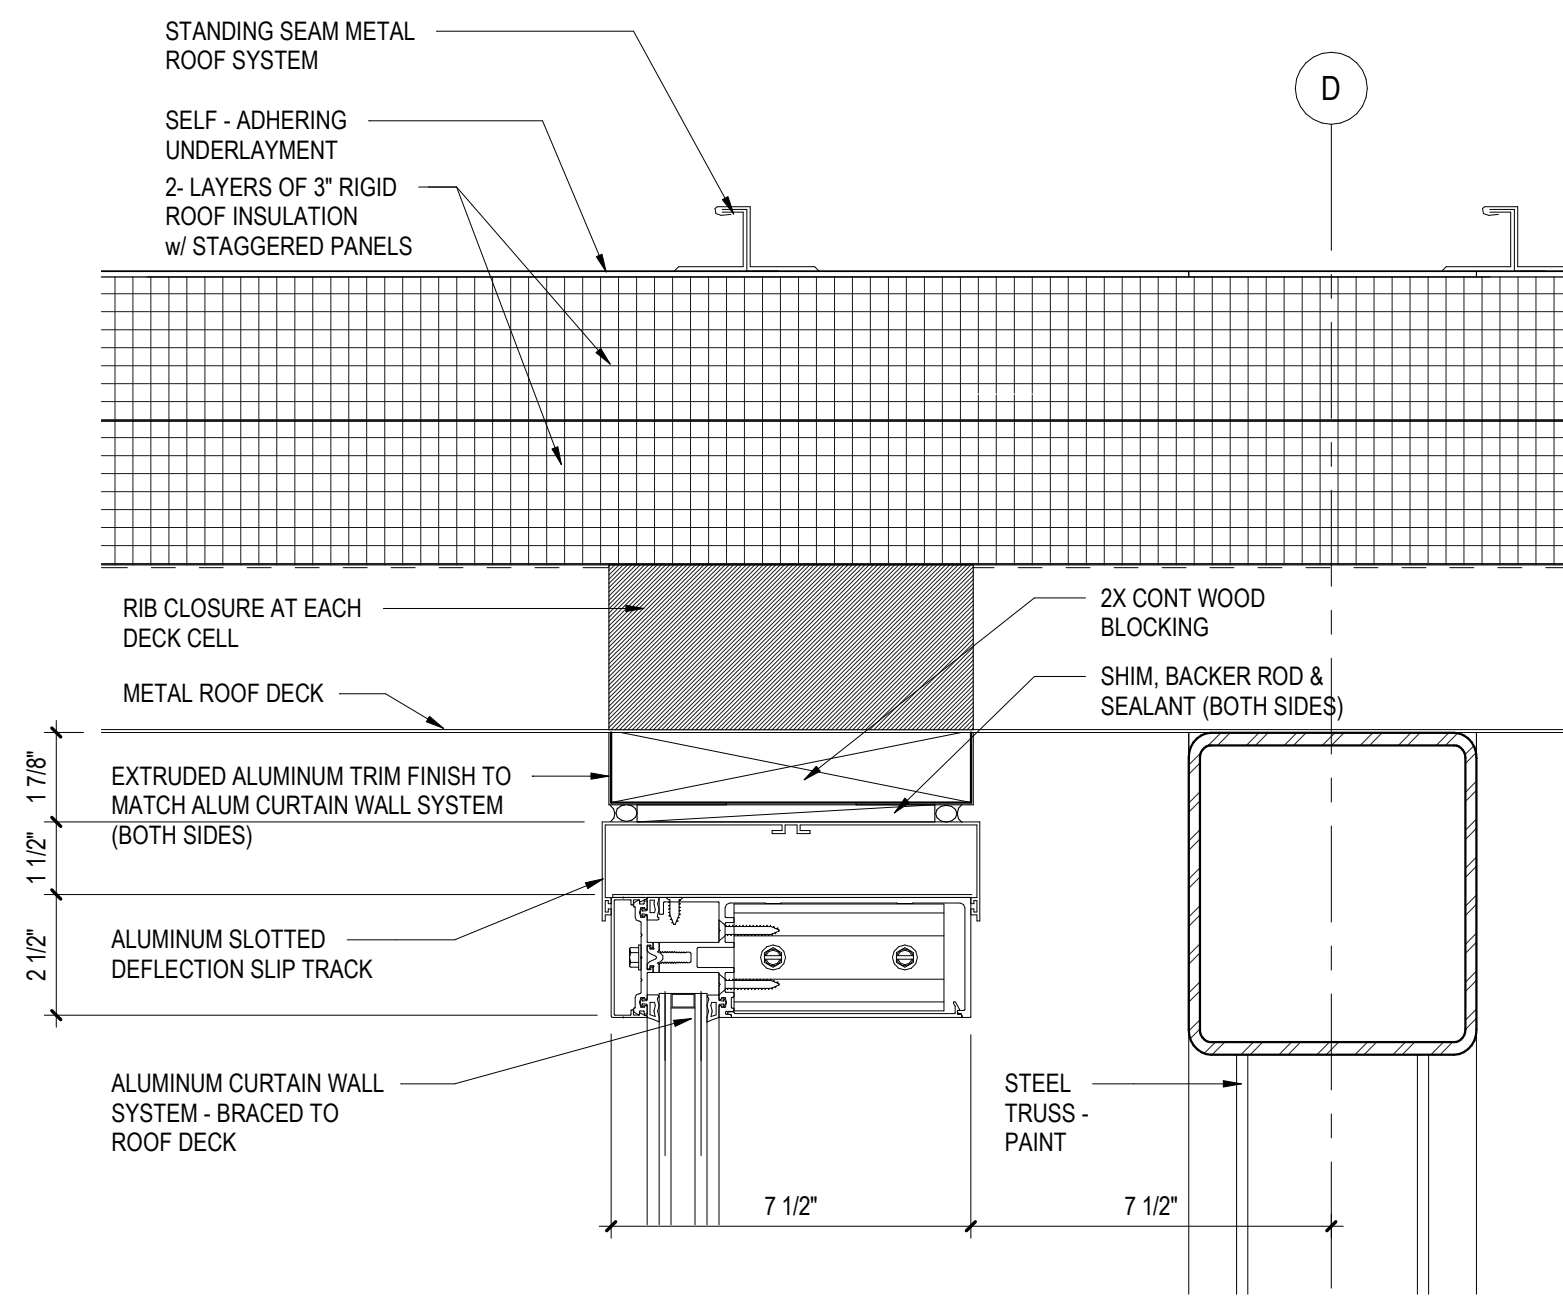 STANDING SEAM METAL
ROOF SYSTEM
D
SELF - ADHERING
UNDERLAYMENT
2- LAYERS OF 3" RIGID
ROOF INSULATION
w/ STAGGERED PANELS
RIB CLOSURE AT EACH
DECK CELL
2X CONT WOOD
BLOCKING
METAL ROOF DECK
SHIM, BACKER ROD &
SEALANT (BOTH SIDES)
1 7/8"
EXTRUDED ALUMINUM TRIM FINISH TO
MATCH ALUM CURTAIN WALL SYSTEM
(BOTH SIDES)
1 1/2"
2 1/2"
ALUMINUM SLOTTED
DEFLECTION SLIP TRACK
ALUMINUM CURTAIN WALL
SYSTEM - BRACED TO
ROOF DECK
STEEL
TRUSS -
PAINT
7 1/2"
7 1/2"